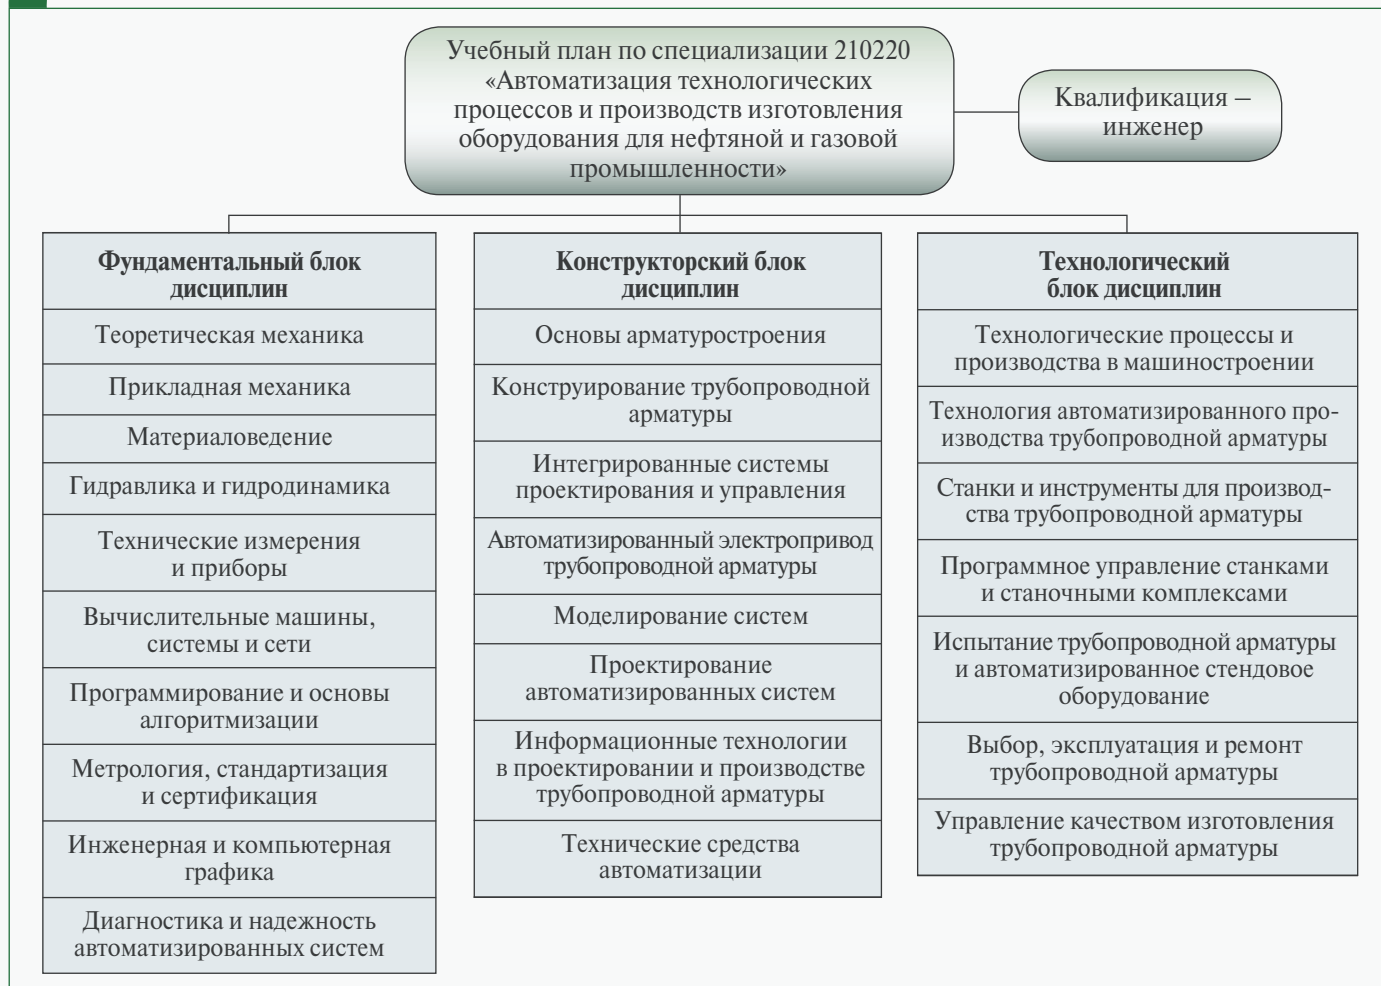 Учебный план по специализации 210220
«Автоматизация технологических
процессов и производств изготовления
оборудования для нефтяной и газовой
промышленности»
Квалификация –
инженер
Фундаментальный блок
дисциплин
Теоретическая механика
Прикладная механика
Материаловедение
Гидравлика и гидродинамика
Технические измерения
и приборы
Вычислительные машины,
системы и сети
Программирование и основы
алгоритмизации
Метрология, стандартизация
и сертификация
Инженерная и компьютерная
графика
Диагностика и надежность
автоматизированных систем
Конструкторский блок
дисциплин
Основы арматуростроения
Конструирование трубопроводной
арматуры
Интегрированные системы
проектирования и управления
Автоматизированный электропривод
трубопроводной арматуры
Моделирование систем
Проектирование
автоматизированных систем
Информационные технологии
в проектировании и производстве
трубопроводной арматуры
Технические средства
автоматизации
Технологический
блок дисциплин
Технологические процессы и
производства в машиностроении
Технология автоматизированного про-
изводства трубопроводной арматуры
Станки и инструменты для производ-
ства трубопроводной арматуры
Программное управление станками
и станочными комплексами
Испытание трубопроводной арматуры
и автоматизированное стендовое
оборудование
Выбор, эксплуатация и ремонт
трубопроводной арматуры
Управление качеством изготовления
трубопроводной арматуры